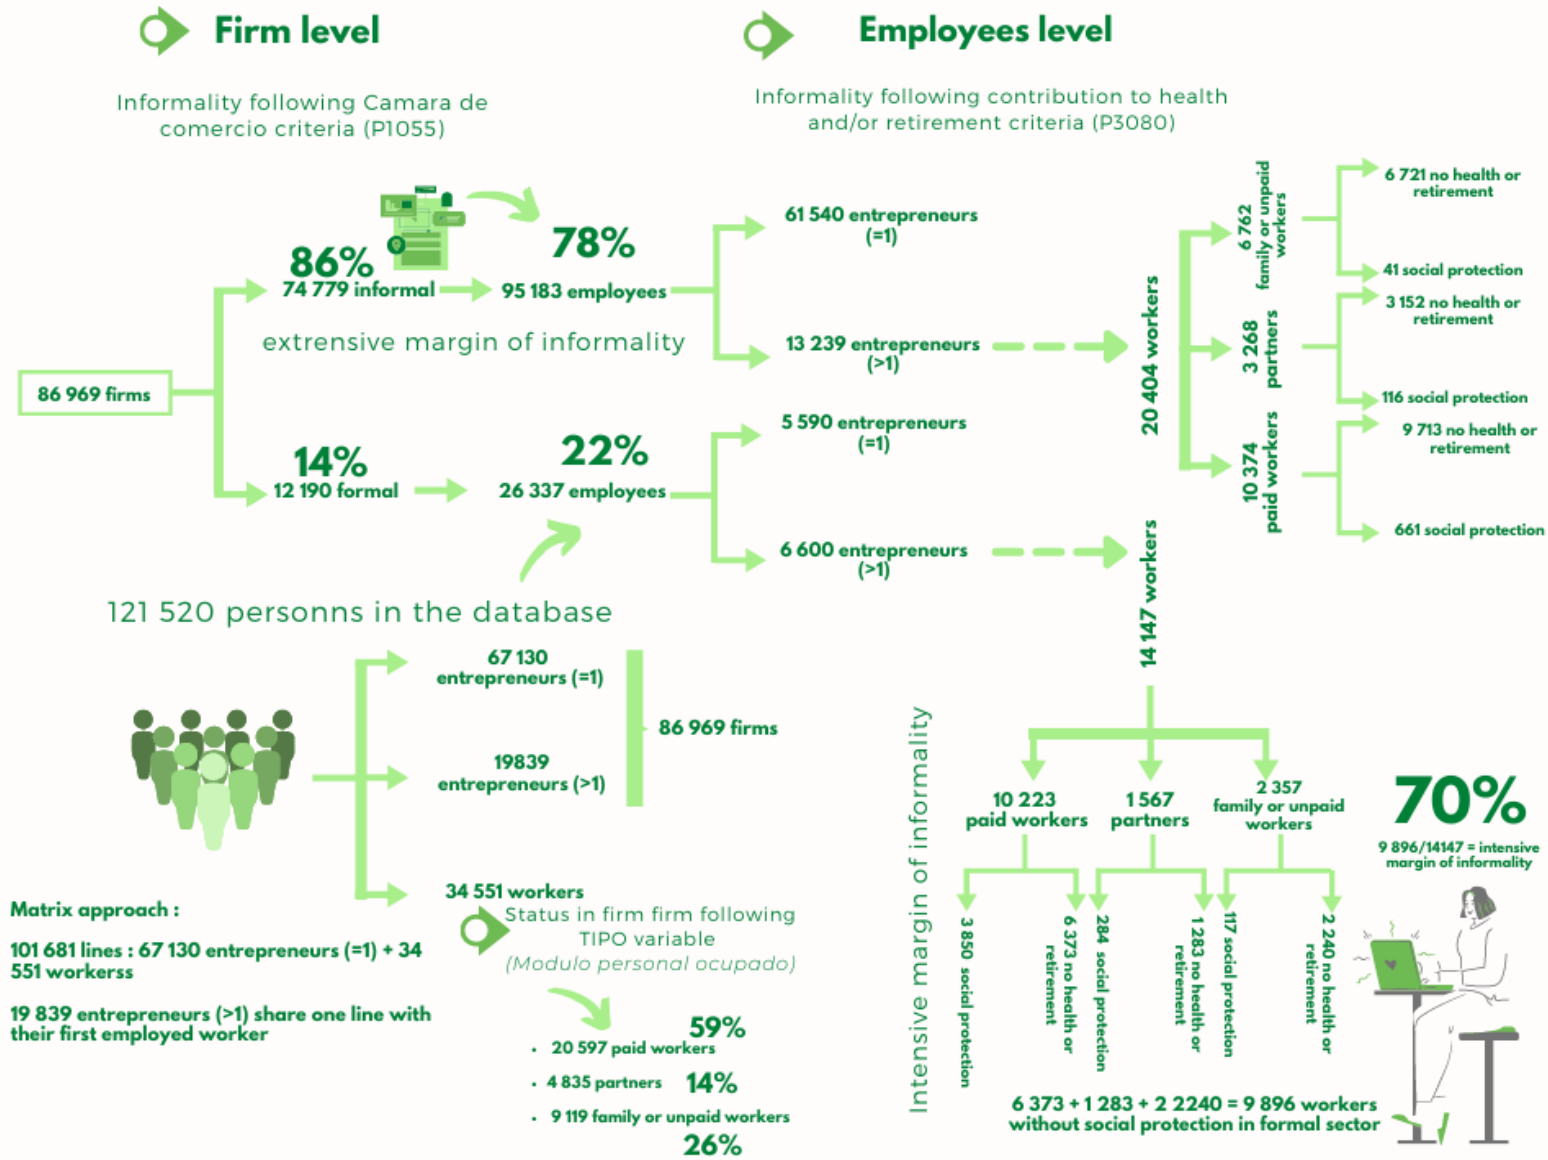 Firm level
Informality following Camara de
comercio criteria (P1055)
86%
74 779 informal
78%
95 183 employees
extrensive margin of informality
86 969 firms
14%
12 190 formal
22%
26 337 employees
Employees level
Informality following contribution to health
and/or retirement criteria (P3080)
61 540 entrepreneurs
(=1)
13 239 entrepreneurs
(>1)
5 590 entrepreneurs
(=1)
6 600 entrepreneurs
(>1)
20 404 workers
6 762
family or unpaid
workers
3 268
partners
10 374
paid workers
6 721 no health or
retirement
41 social protection
3 152 no health or
retirement
116 social protection
9 713 no health or
retirement
661 social protection
14 147 workers
121 520 personns in the database
67 130
entrepreneurs (=1)
19839
entrepreneurs (>1)
86 969 firms
34 551 workers
Status in firm firm following
TIPO variable
(Modulo personal ocupado)
59%
• 20 597 paid workers
• 4 835 partners 14%
• 9 119 family or unpaid workers
26%
Matrix approach :
101 681 lines : 67 130 entrepreneurs (=1) + 34
551 workerss
19 839 entrepreneurs (>1) share one line with
their first employed worker
Intensive margin of informality
10 223
paid workers
1 567
partners
2 357
family or unpaid
workers
3 850 social protection
6 373 no health or
retirement
284 social protection
1 283 no health or
retirement
117 social protection
2 240 no health or
retirement
6 373 + 1 283 + 2 2240 = 9 896 workers
without social protection in formal sector
70%
9 896/14147 = intensive
margin of informality